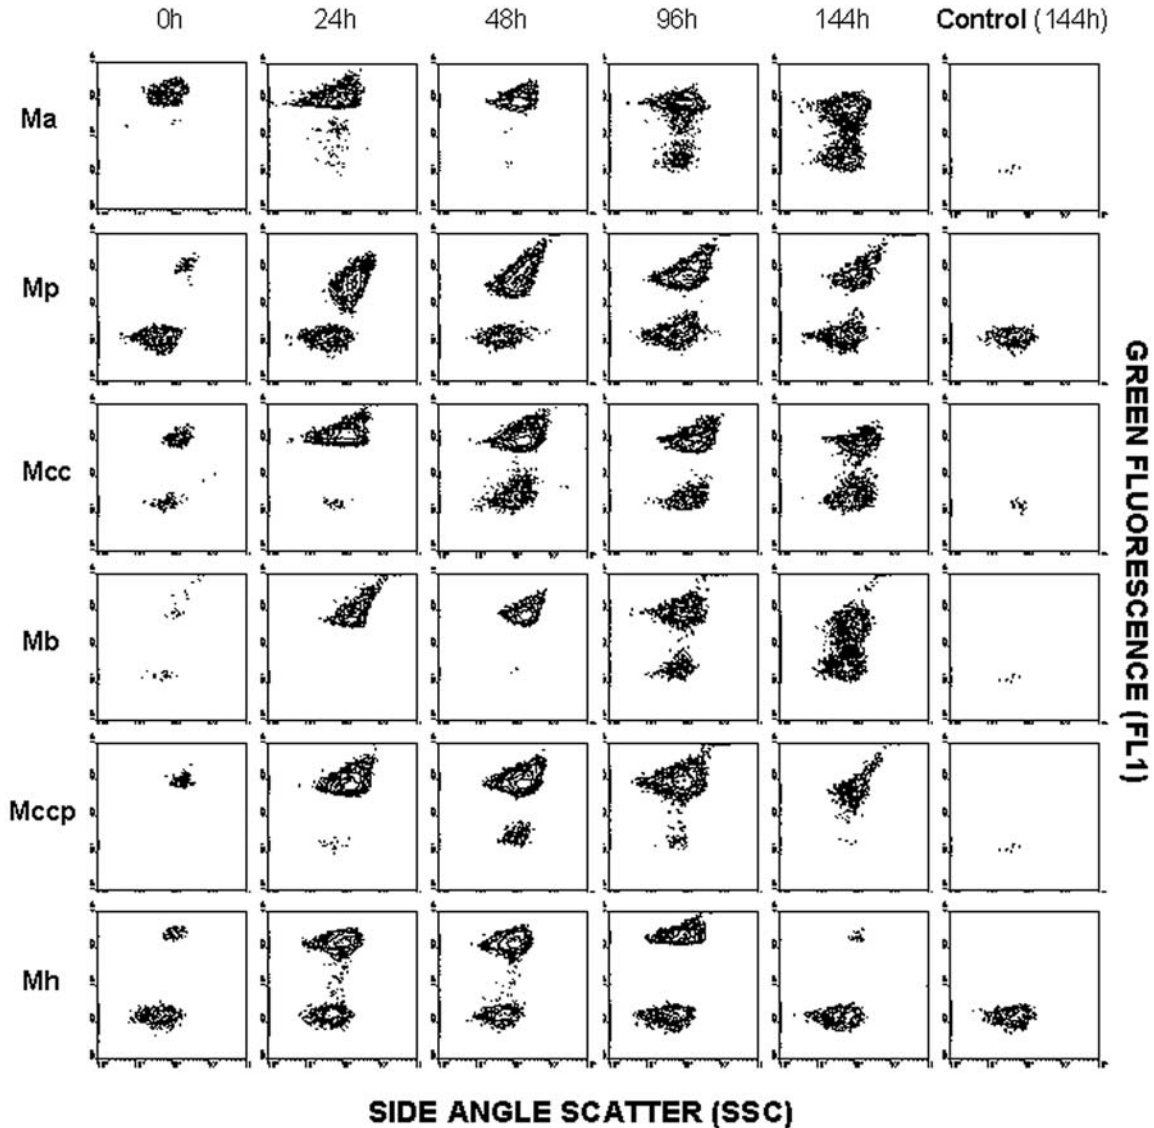 0h 24h 48h 96h 144h Control (144h)
Ma
Mp
Mcc
Mb
Mccp
Mh
GREEN FLUORESCENCE (FL1)
SIDE ANGLE SCATTER (SSC)